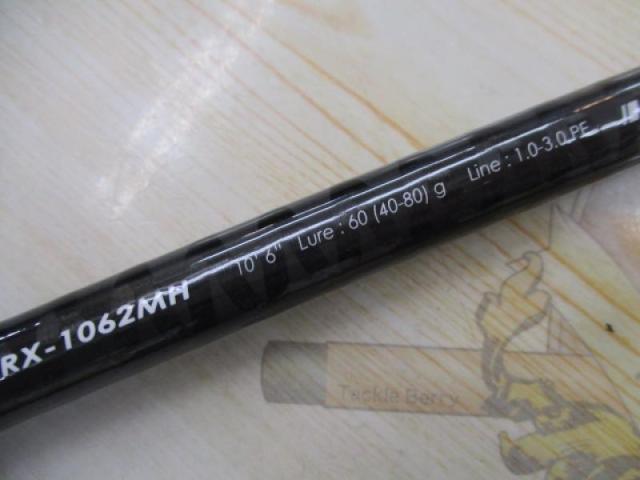 RX-1062MH 10' 6" Lure : 60 (40-80) g Line : 1.0-3.0 PE
Tackle Berry